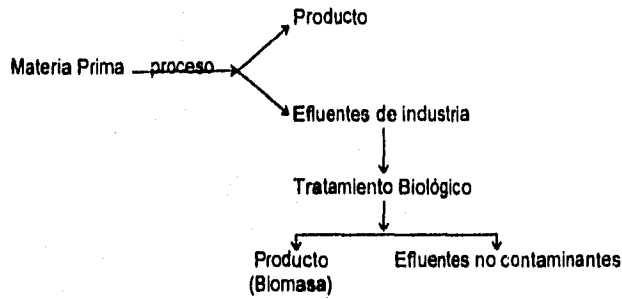 Producto
Materia Prima proceso
Efluentes de industria
Tratamiento Biológico
Producto Efluentes no contaminantes
(Biomasa)